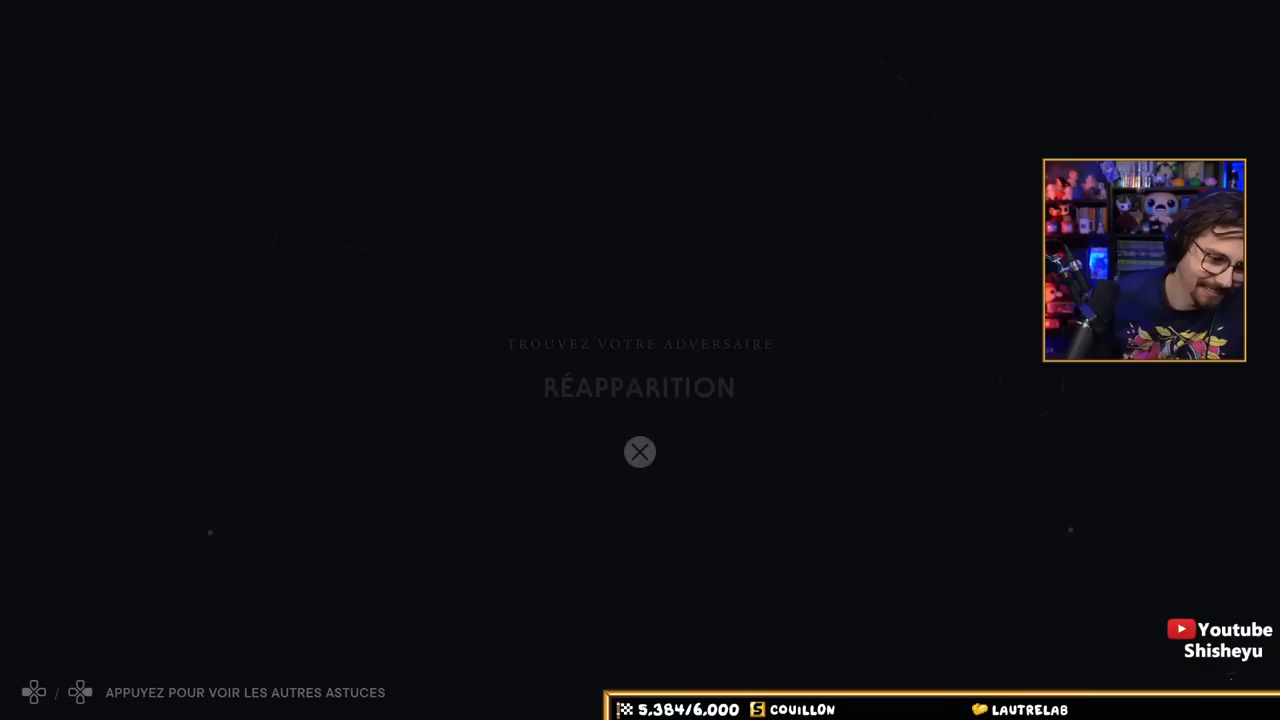 TROUVEZ VOTRE ADVERSAIRE
RÉAPPARITION
Youtube
Shisheyu
/ APPUYEZ POUR VOIR LES AUTRES ASTUCES
5,384/6,000 COUILLON LAUTRELAB